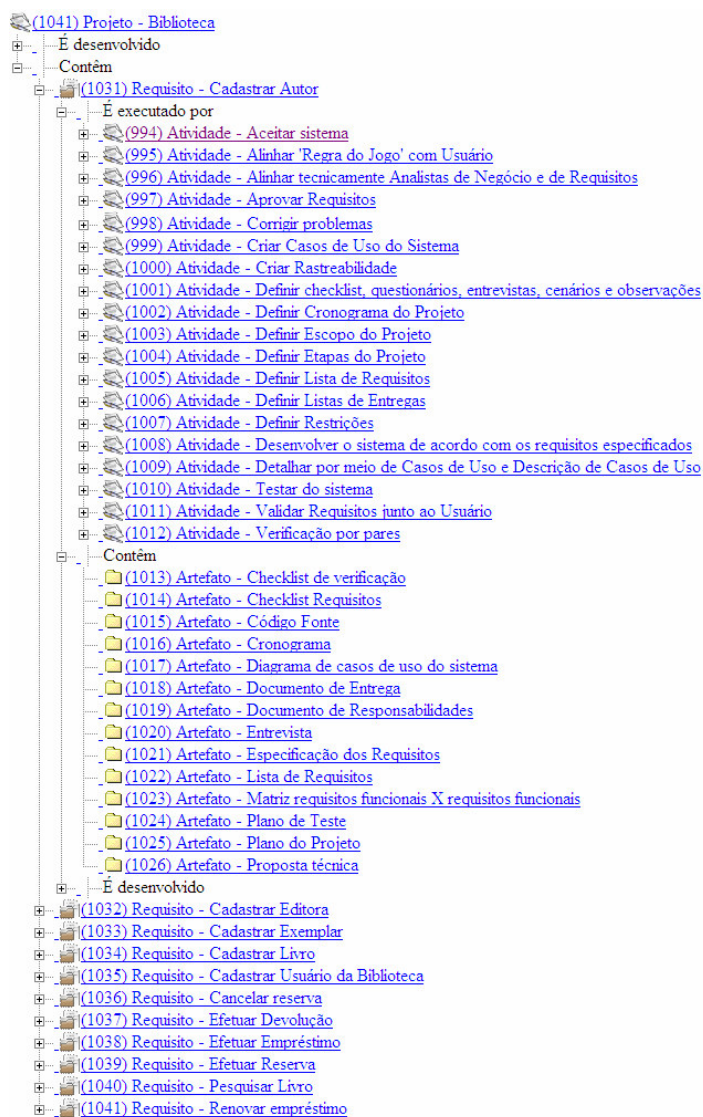 (1041) Projeto - Biblioteca
É desenvolvido
Contêm
(1031) Requisito - Cadastrar Autor
É executado por
(994) Atividade - Aceitar sistema
(995) Atividade - Alinhar 'Regra do Jogo' com Usuário
(996) Atividade - Alinhar tecnicamente Analistas de Negócio e de Requisitos
(997) Atividade - Aprovar Requisitos
(998) Atividade - Corrigir problemas
(999) Atividade - Criar Casos de Uso do Sistema
(1000) Atividade - Criar Rastreabilidade
(1001) Atividade - Definir checklist, questionários, entrevistas, cenários e observações
(1002) Atividade - Definir Cronograma do Projeto
(1003) Atividade - Definir Escopo do Projeto
(1004) Atividade - Definir Etapas do Projeto
(1005) Atividade - Definir Lista de Requisitos
(1006) Atividade - Definir Listas de Entregas
(1007) Atividade - Definir Restrições
(1008) Atividade - Desenvolver o sistema de acordo com os requisitos especificados
(1009) Atividade - Detalhar por meio de Casos de Uso e Descrição de Casos de Uso
(1010) Atividade - Testar do sistema
(1011) Atividade - Validar Requisitos junto ao Usuário
(1012) Atividade - Verificação por pares
Contêm
(1013) Artefato - Checklist de verificação
(1014) Artefato - Checklist Requisitos
(1015) Artefato - Código Fonte
(1016) Artefato - Cronograma
(1017) Artefato - Diagrama de casos de uso do sistema
(1018) Artefato - Documento de Entrega
(1019) Artefato - Documento de Responsabilidades
(1020) Artefato - Entrevista
(1021) Artefato - Especificação dos Requisitos
(1022) Artefato - Lista de Requisitos
(1023) Artefato - Matriz requisitos funcionais X requisitos funcionais
(1024) Artefato - Plano de Teste
(1025) Artefato - Plano do Projeto
(1026) Artefato - Proposta técnica
É desenvolvido
(1032) Requisito - Cadastrar Editora
(1033) Requisito - Cadastrar Exemplar
(1034) Requisito - Cadastrar Livro
(1035) Requisito - Cadastrar Usuário da Biblioteca
(1036) Requisito - Cancelar reserva
(1037) Requisito - Efetuar Devolução
(1038) Requisito - Efetuar Empréstimo
(1039) Requisito - Efetuar Reserva
(1040) Requisito - Pesquisar Livro
(1041) Requisito - Renovar empréstimo